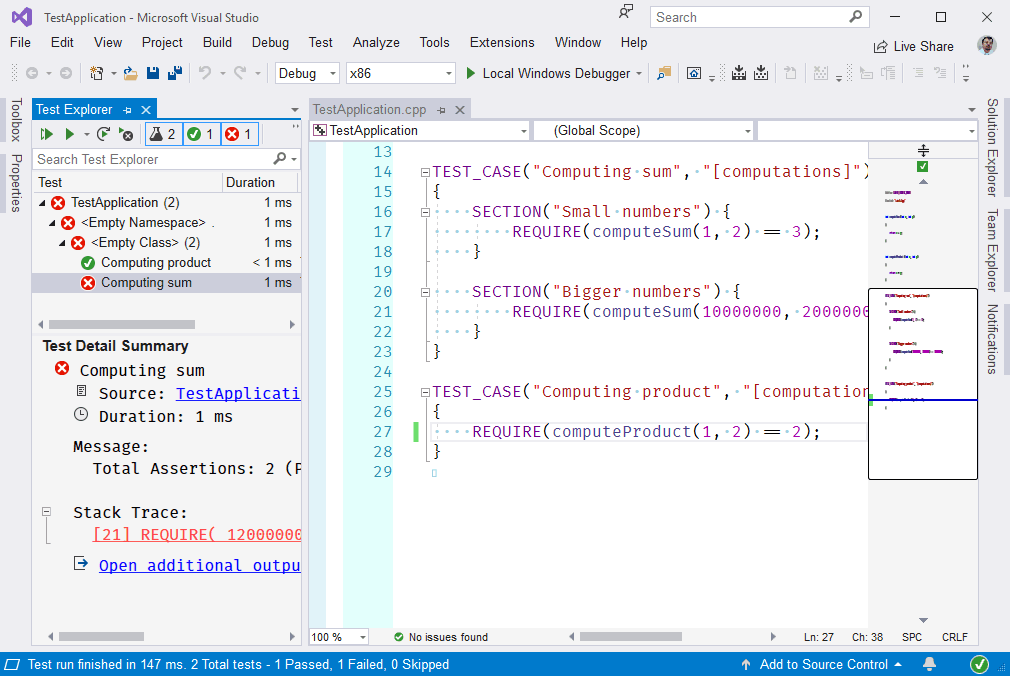 TestApplication - Microsoft Visual Studio
Search
File Edit View Project Build Debug Test Analyze Tools Extensions Window Help
Live Share
Debug x86 Local Windows Debugger
Toolbox
Properties
Test Explorer
2 1 1
Search Test Explorer
Test Duration
TestApplication (2) 1 ms
<Empty Namespace> . 1 ms
<Empty Class> (2) 1 ms
Computing product < 1 ms
Computing sum 1 ms
Test Detail Summary
Computing sum
Source: TestApplicati
Duration: 1 ms
Message:
Total Assertions: 2 (P
Stack Trace:
[21] REQUIRE( 12000000
Open additional outpu
TestApplication.cpp
TestApplication (Global Scope)
13
14 TEST_CASE("Computing·sum",·"[computations]")
15 {
16 ····SECTION("Small·numbers")·{
17 ········REQUIRE(computeSum(1,·2)·==·3);
18 ····}
19
20 ····SECTION("Bigger·numbers")·{
21 ········REQUIRE(computeSum(10000000,·2000000
22 ····}
23 }
24
25 TEST_CASE("Computing·product",·"[computation
26 {
27 ····REQUIRE(computeProduct(1,·2)·==·2);
28 }
29
100 % No issues found Ln: 27 Ch: 38 SPC CRLF
Solution Explorer
Team Explorer
Notifications
Test run finished in 147 ms. 2 Total tests - 1 Passed, 1 Failed, 0 Skipped
Add to Source Control